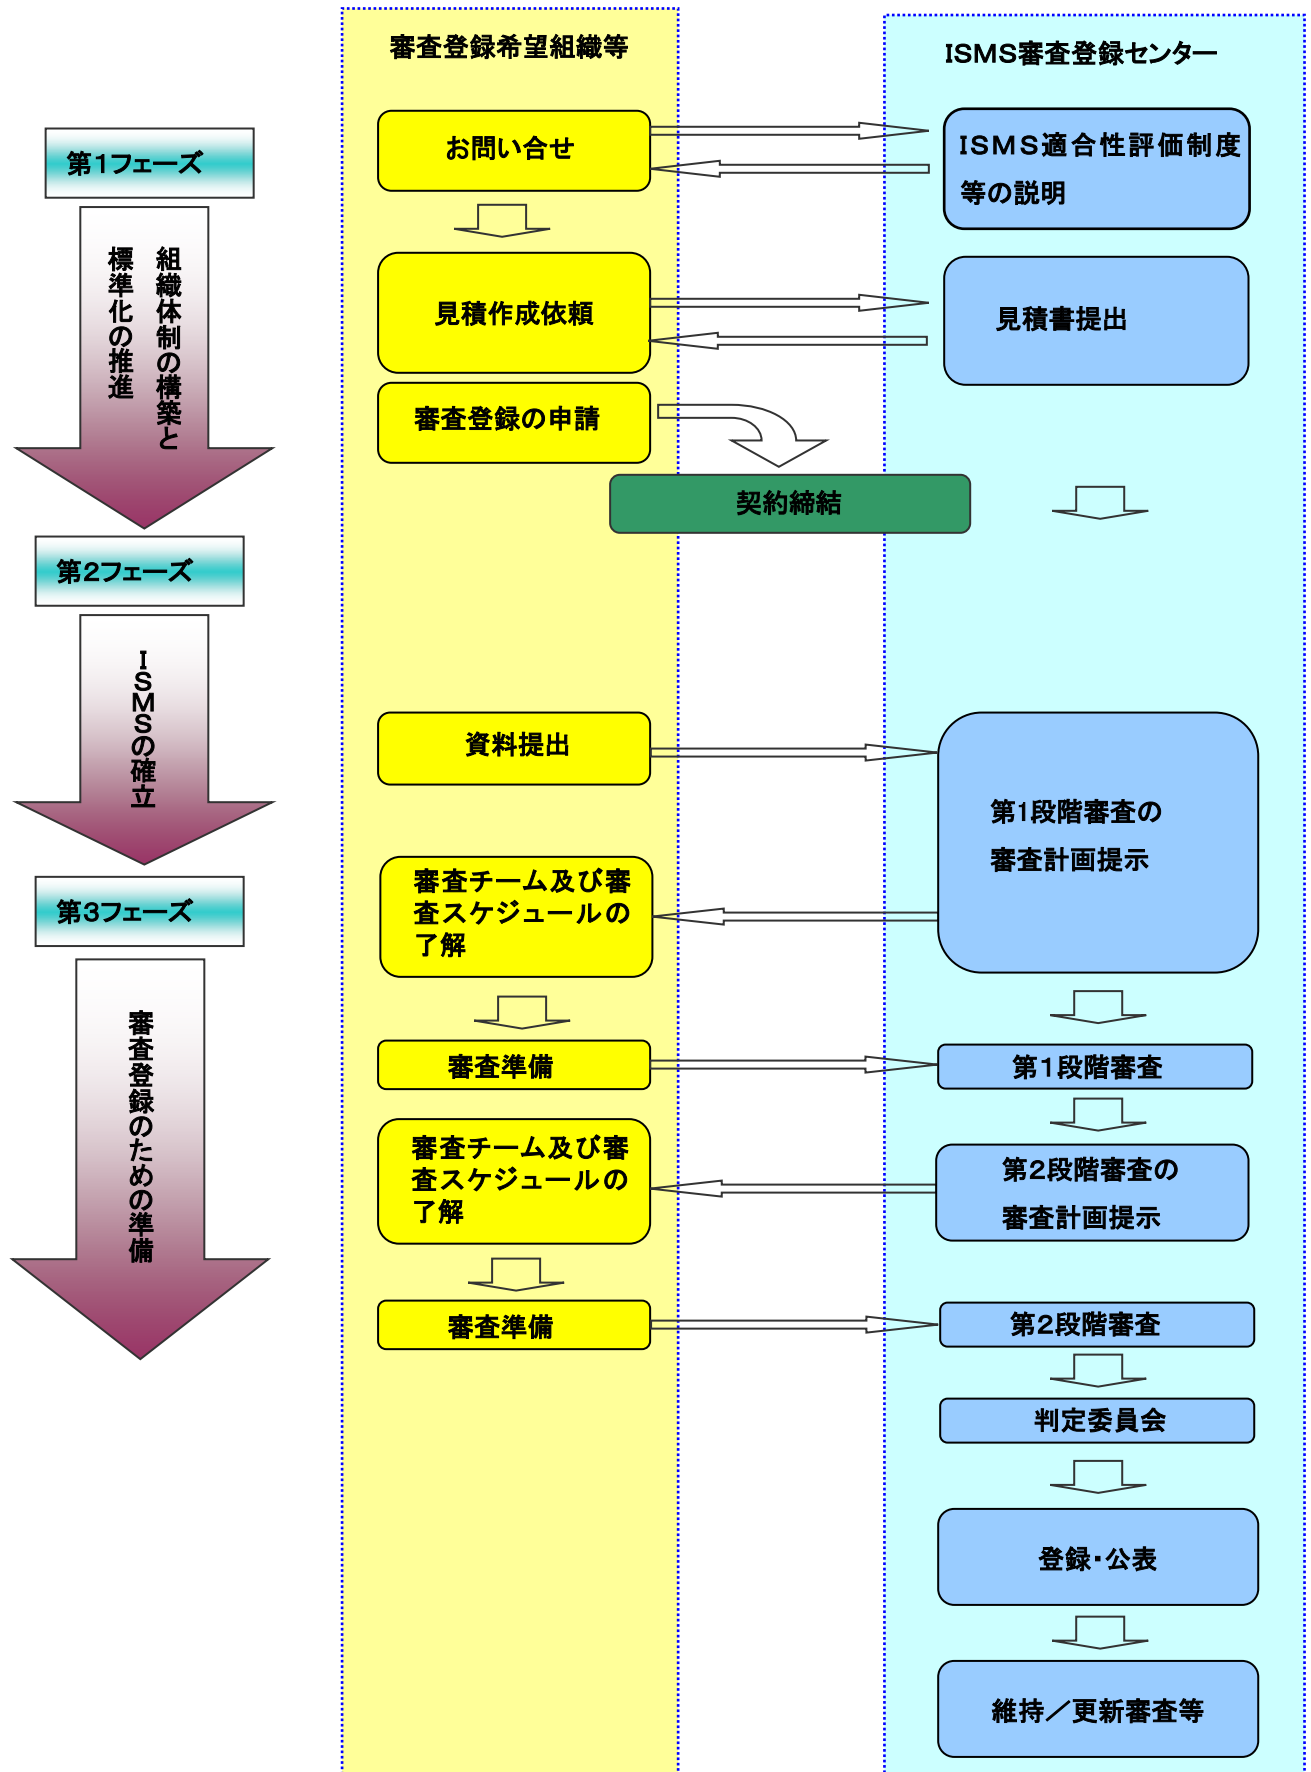 審査登録希望組織等
ISMS審査登録センター
第1フェーズ
組織体制の構築と
標準化の推進
お問い合せ
ISMS適合性評価制度
等の説明
見積作成依頼
見積書提出
審査登録の申請
契約締結
第2フェーズ
ISMSの確立
資料提出
第1段階審査の
審査計画提示
審査チーム及び審
査スケジュールの
了解
第3フェーズ
審査登録のための準備
審査準備
第1段階審査
審査チーム及び審
査スケジュールの
了解
第2段階審査の
審査計画提示
審査準備
第2段階審査
判定委員会
登録・公表
維持／更新審査等